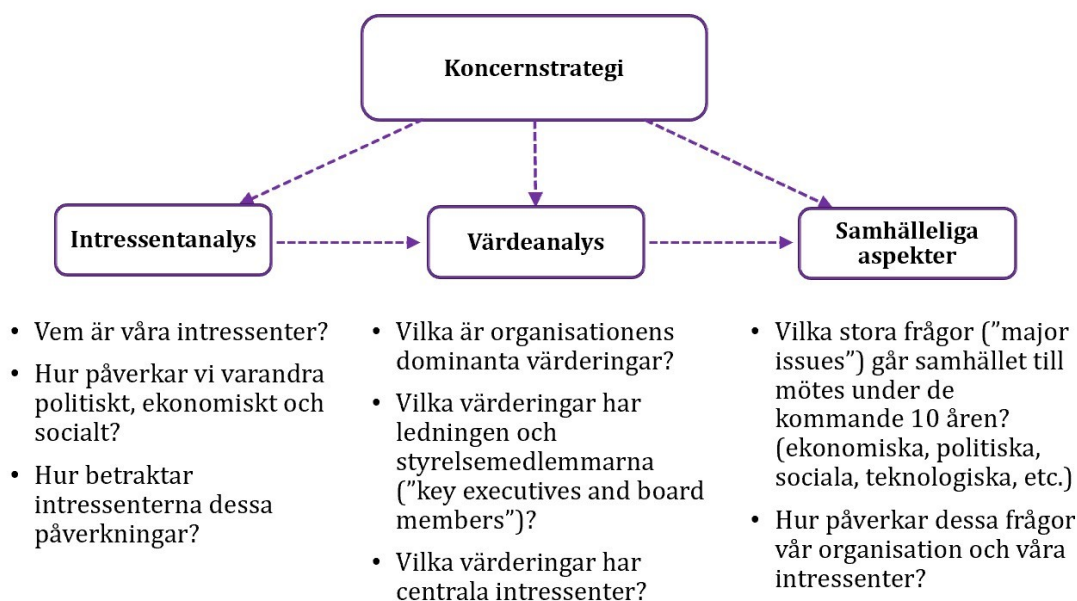 Koncernstrategi
Intressentanalys
Värdeanalys
Samhälleliga
aspekter
• Vem är våra intressenter?
• Hur påverkar vi varandra
politiskt, ekonomiskt och
socialt?
• Hur betraktar
intressenterna dessa
påverkningar?
• Vilka är organisationens
dominanta värderingar?
• Vilka värderingar har
ledningen och
styrelsemedlemmarna
(”key executives and board
members”)?
• Vilka värderingar har
centrala intressenter?
• Vilka stora frågor (”major
issues”) går samhället till
mötes under de
kommande 10 åren?
(ekonomiska, politiska,
sociala, teknologiska, etc.)
• Hur påverkar dessa frågor
vår organisation och våra
intressenter?